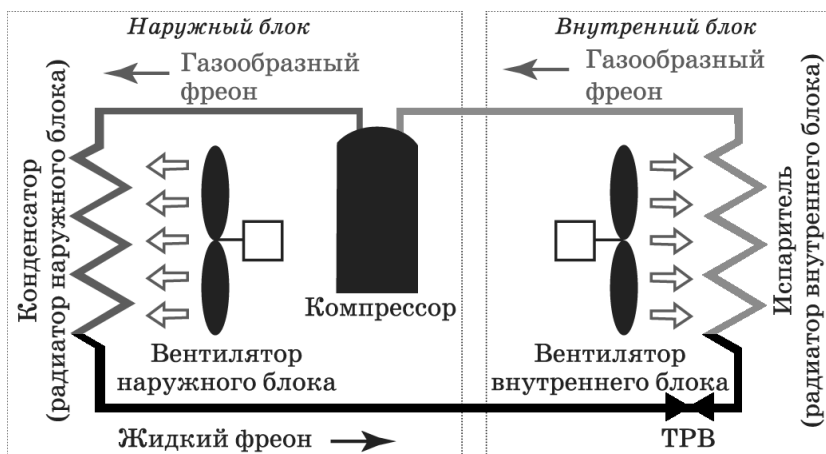 Наружный блок
Внутренний блок
Газообразный
фреон
Газообразный
фреон
Конденсатор
(радиатор наружного блока)
Компрессор
Испаритель
(радиатор внутреннего блока)
Вентилятор
наружного блока
Вентилятор
внутреннего блока
Жидкий фреон
ТРВ